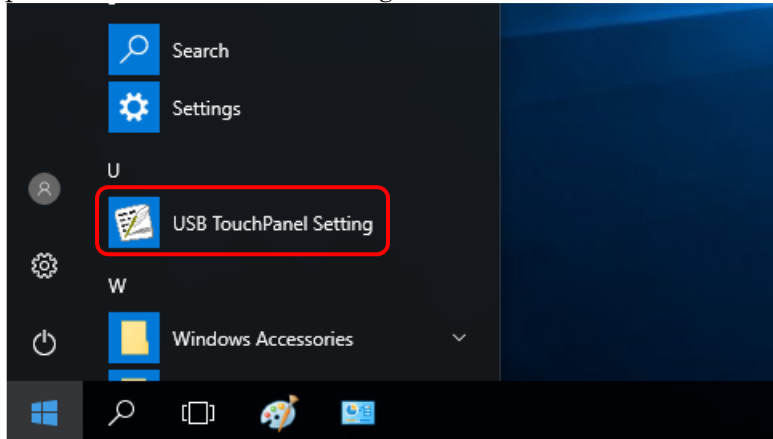 Search
Settings
U
USB TouchPanel Setting
W
Windows Accessories